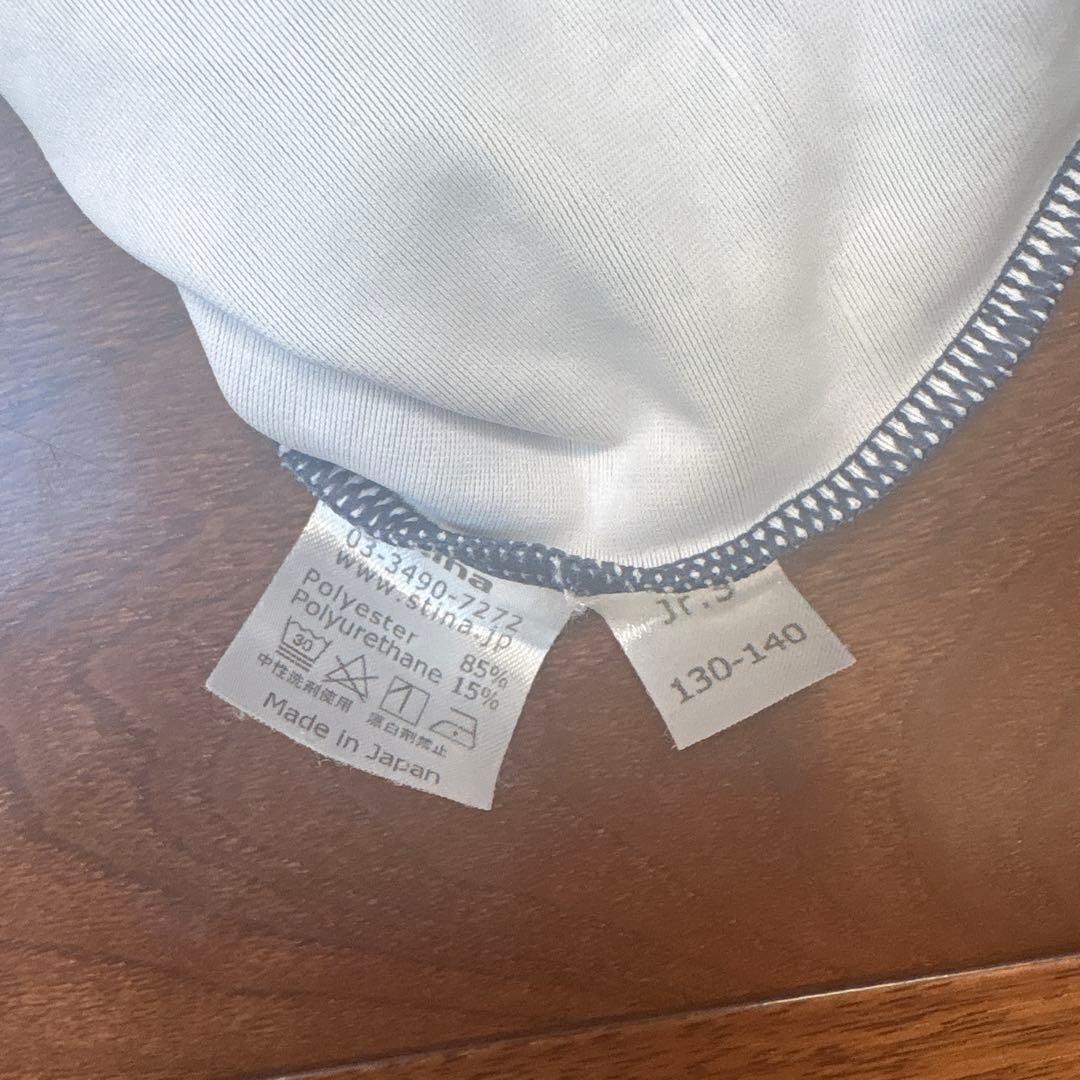 03-3490-7272
www.stina.jp
Polyester 85%
Polyurethane 15%
30
中性洗剤使用 漂白剤禁止
Made in Japan
Jr.S
130-140